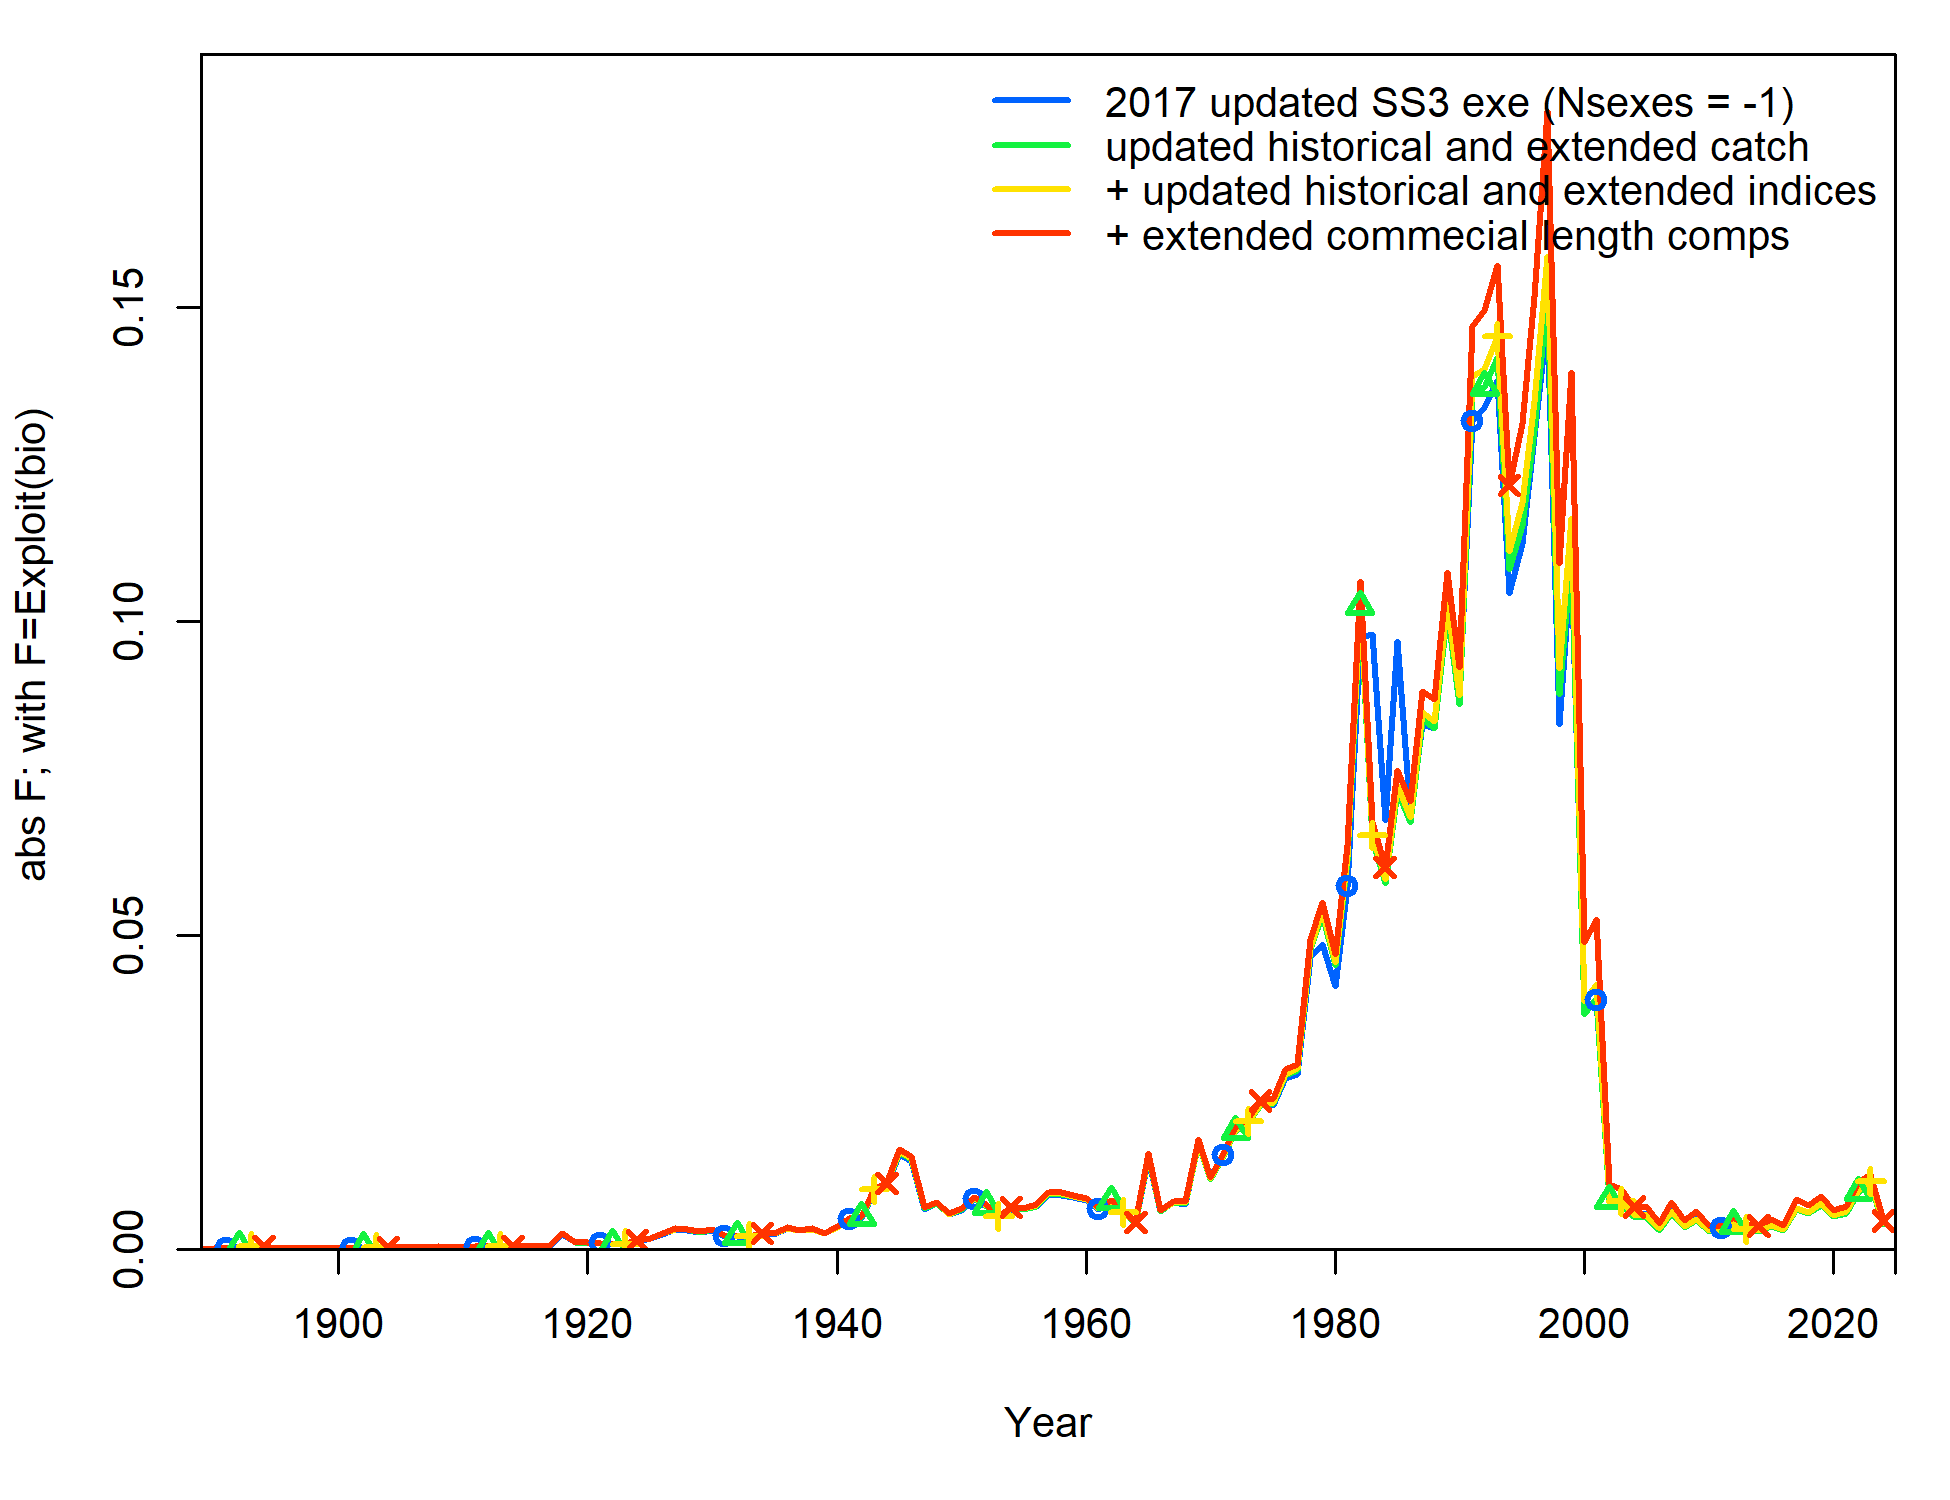 2017 updated SS3 exe (Nsexes = -1)
updated historical and extended catch
+ updated historical and extended indices
+ extended commecial length comps
abs F; with F=Exploit(bio)
0.15
0.10
0.05
0.00
1900 1920 1940 1960 1980 2000 2020
Year